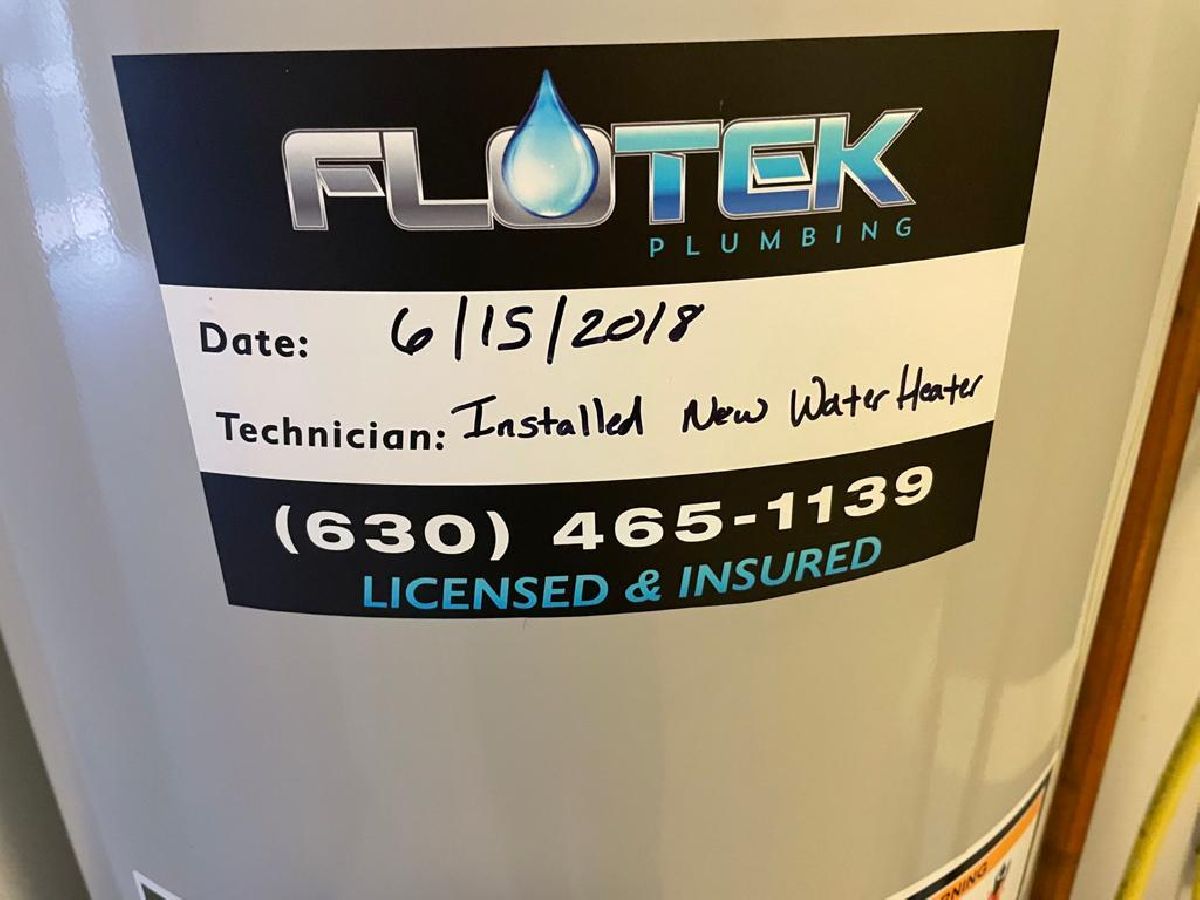 FLOTEK
PLUMBING
Date: 6/15/2018
Technician: Installed New Water Heater
(630) 465-1139
LICENSED & INSURED